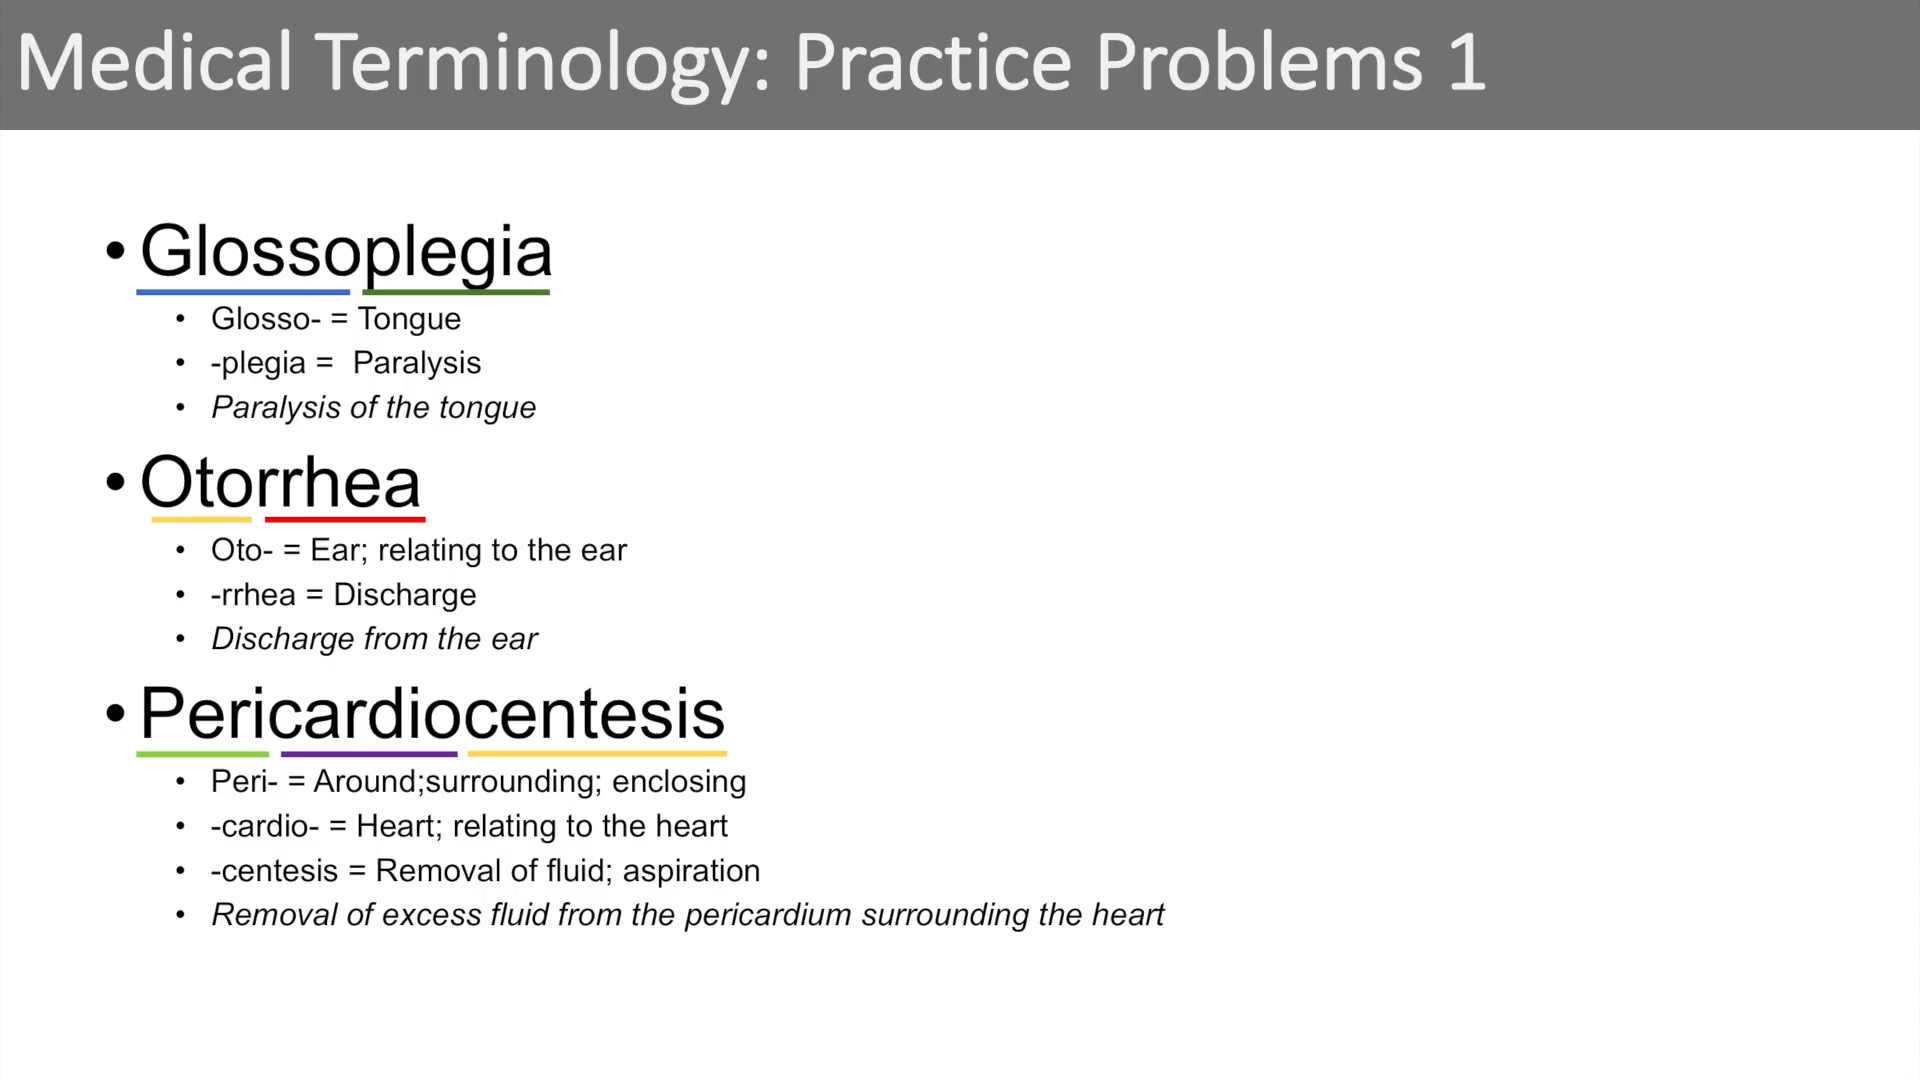 Medical Terminology: Practice Problems 1
• Glossoplegia
• Glosso- = Tongue
• -plegia = Paralysis
• Paralysis of the tongue
• Otorrhea
• Oto- = Ear; relating to the ear
• -rrhea = Discharge
• Discharge from the ear
• Pericardiocentesis
• Peri- = Around;surrounding; enclosing
• -cardio- = Heart; relating to the heart
• -centesis = Removal of fluid; aspiration
• Removal of excess fluid from the pericardium surrounding the heart